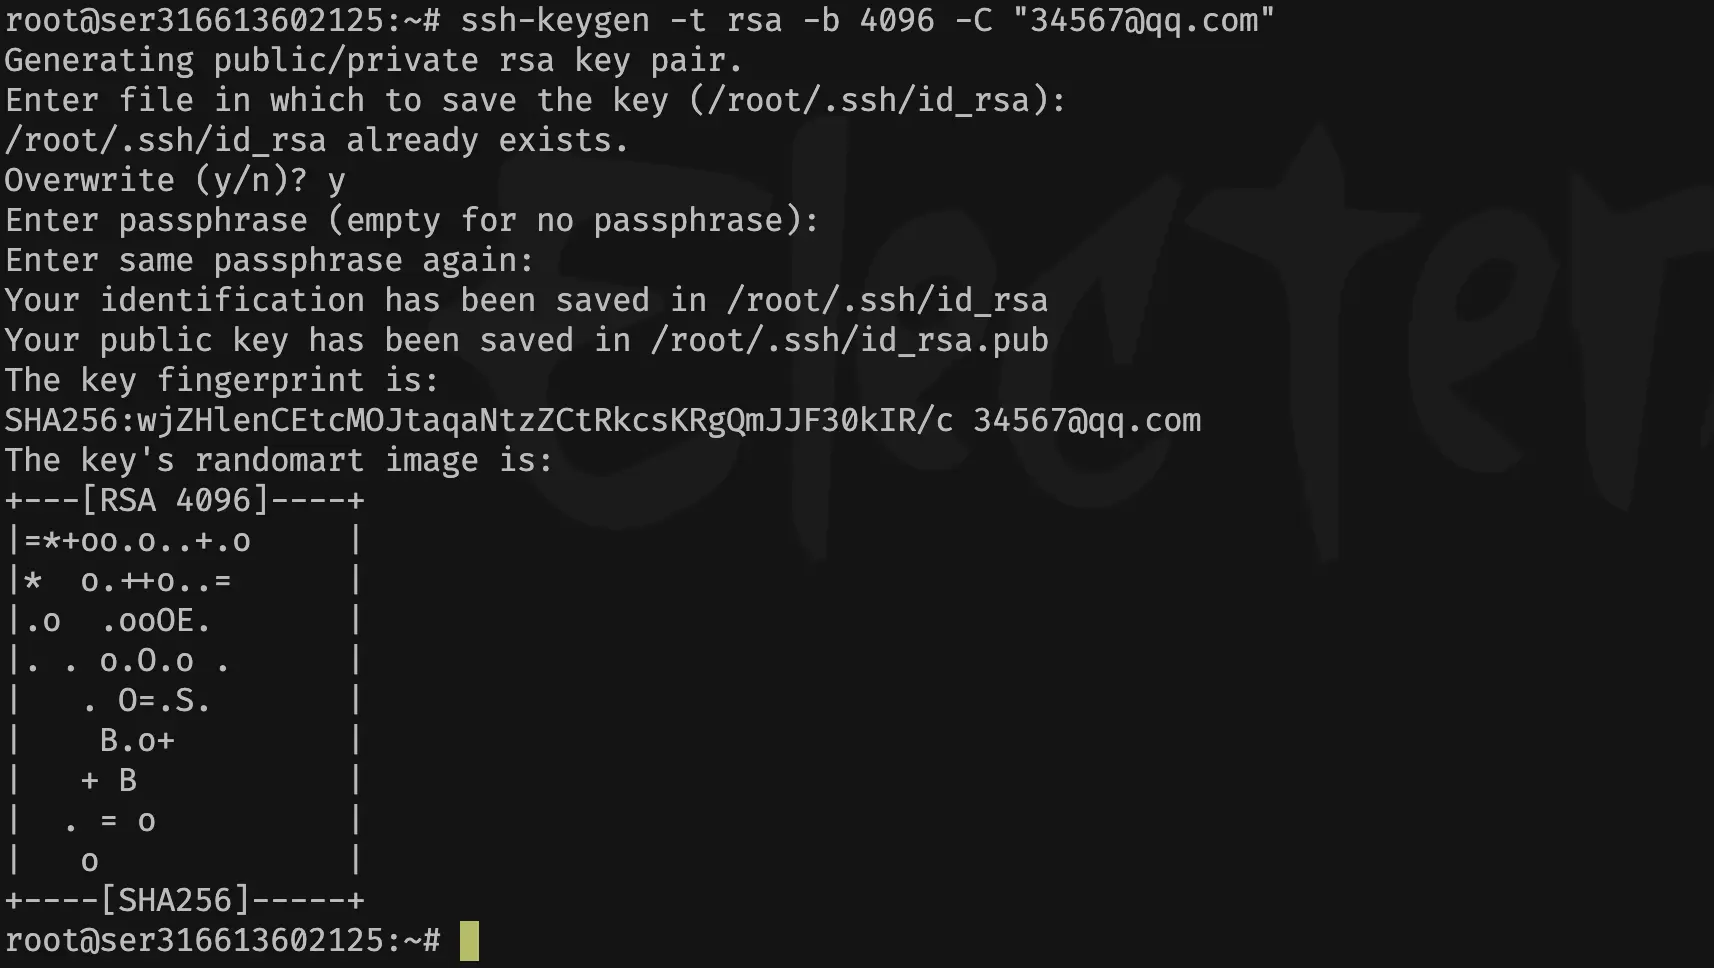 root@ser316613602125:~# ssh-keygen -t rsa -b 4096 -C "34567@qq.com"
Generating public/private rsa key pair.
Enter file in which to save the key (/root/.ssh/id_rsa):
/root/.ssh/id_rsa already exists.
Overwrite (y/n)? y
Enter passphrase (empty for no passphrase):
Enter same passphrase again:
Your identification has been saved in /root/.ssh/id_rsa
Your public key has been saved in /root/.ssh/id_rsa.pub
The key fingerprint is:
SHA256:wjZHlenCEtcMOJtaqaNtzZCtRkcsKRgQmJJF30kIR/c 34567@qq.com
The key's randomart image is:
+---[RSA 4096]----+
|=*+oo.o..+.o     |
|*  o.++o..=      |
|.o  .ooOE.       |
|. . o.O.o .      |
|   . O=.S.       |
|    B.o+         |
|   + B           |
|  . = o          |
|   o             |
+----[SHA256]-----+
root@ser316613602125:~#
Electer